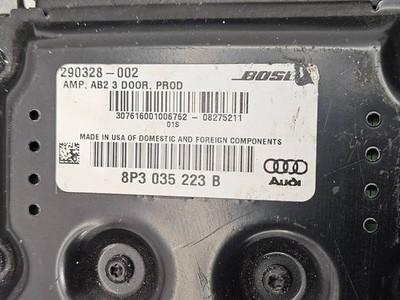 290328-002
BOSE
AMP, AB2 3 DOOR, PROD
307616001006762 - 08275211
01S
MADE IN USA OF DOMESTIC AND FOREIGN COMPONENTS
8P3 035 223 B
Audi